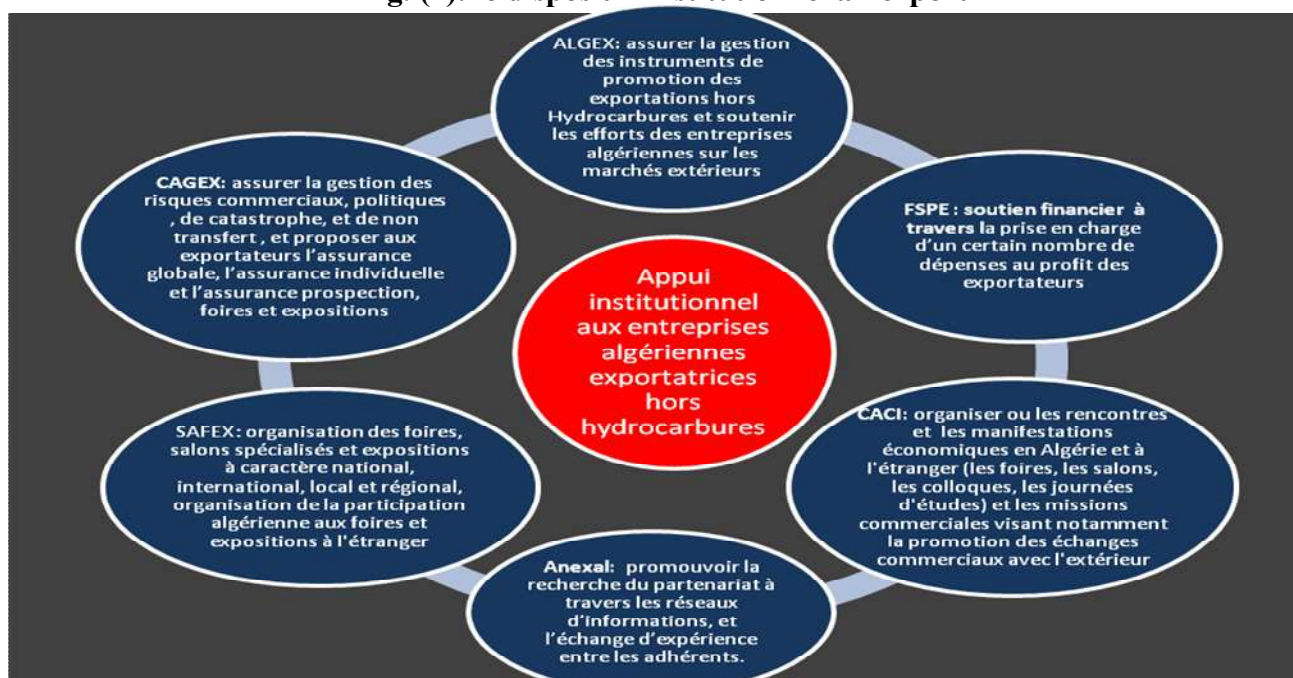 ALGEX: assurer la gestion
des instruments de
promotion des
exportations hors
Hydrocarbures et soutenir
les efforts des entreprises
algériennes sur les
marchés extérieurs
CAGEX: assurer la gestion des
risques commerciaux, politiques
, de catastrophe, et de non
transfert , et proposer aux
exportateurs l'assurance
globale, l'assurance individuelle
et l'assurance prospection,
foires et expositions
FSPE : soutien financier à
travers la prise en charge
d'un certain nombre de
dépenses au profit des
exportateurs
Appui
institutionnel
aux entreprises
algériennes
exportatrices
hors
hydrocarbures
SAFEX: organisation des foires,
salons spécialisés et expositions
à caractère national,
international, local et régional,
organisation de la participation
algérienne aux foires et
expositions à l'étranger
CACI: organiser ou les rencontres
et les manifestations
économiques en Algérie et à
l'étranger (les foires, les salons,
les colloques, les journées
d'études) et les missions
commerciales visant notamment
la promotion des échanges
commerciaux avec l'extérieur
Anexal: promouvoir la
recherche du partenariat à
travers les réseaux
d'informations, et
l'échange d'expérience
entre les adhérents.